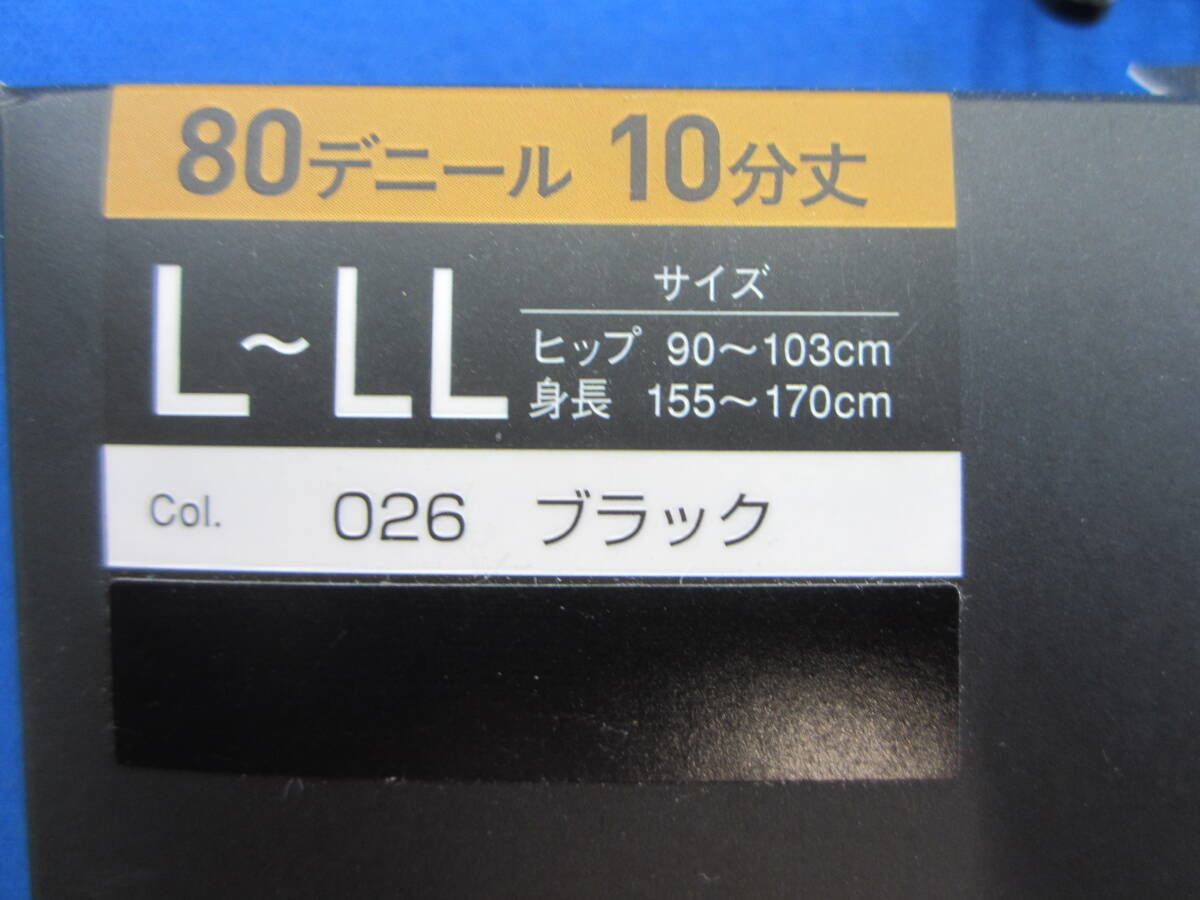 80デニール 10分丈
L~LL
サイズ
ヒップ 90~103cm
身長 155~170cm
Col. 026 ブラック